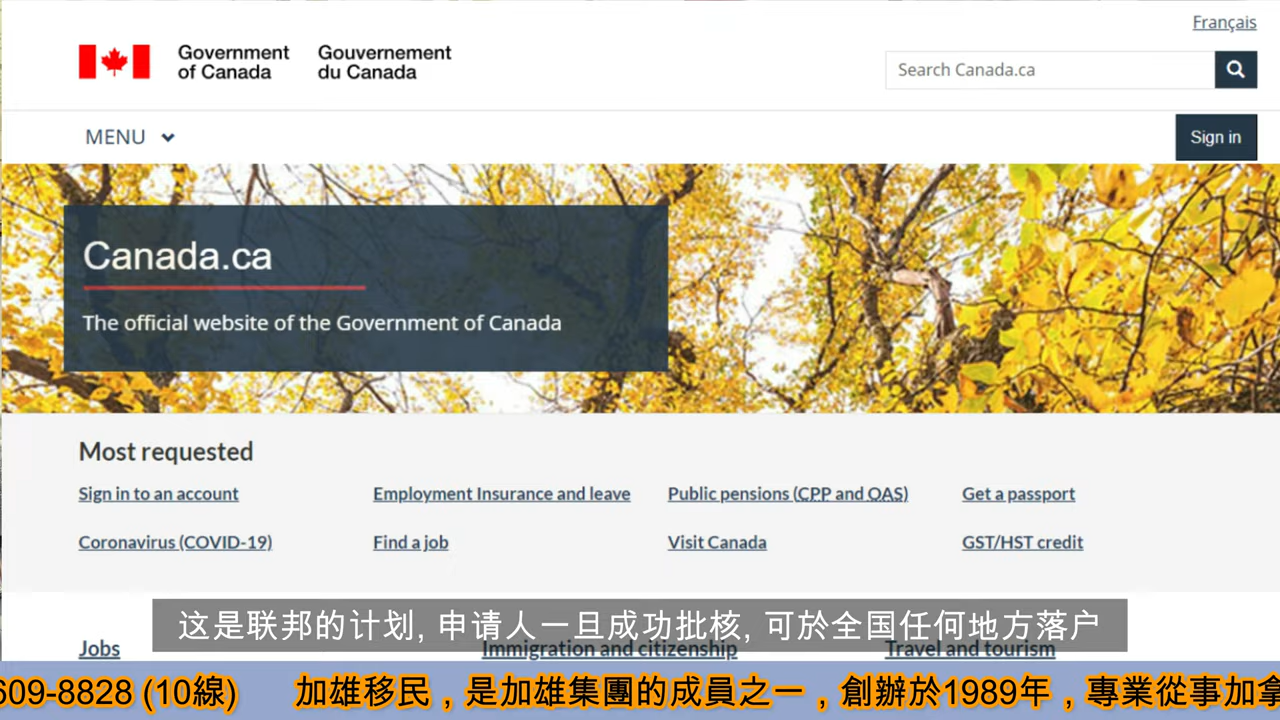 Français
Government of Canada
Gouvernement du Canada
Search Canada.ca
MENU
Sign in
Canada.ca
The official website of the Government of Canada
Most requested
Sign in to an account
Employment Insurance and leave
Public pensions (CPP and OAS)
Get a passport
Coronavirus (COVID-19)
Find a job
Visit Canada
GST/HST credit
这是联邦的计划, 申请人一旦成功批核, 可於全国任何地方落户
Jobs
Immigration and citizenship
Travel and tourism
609-8828 (10線) 加雄移民，是加雄集團的成員之一，創辦於1989年，專業從事加拿